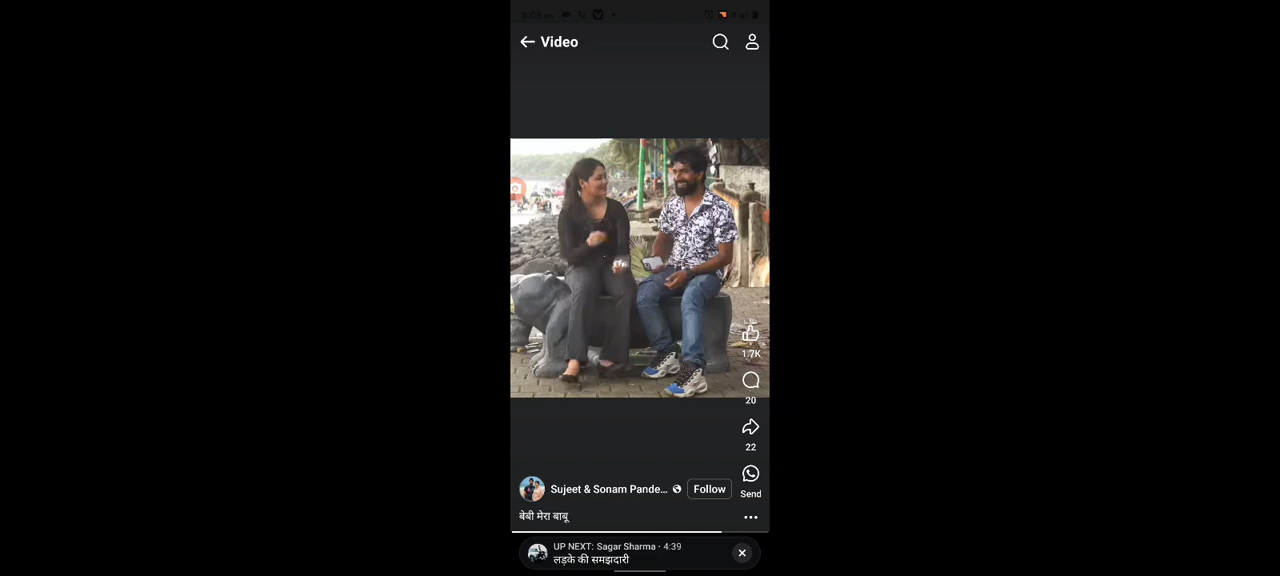 Video
1.7K
20
22
Send
Sujeet & Sonam Pande...
Follow
बेबी मेरा बाबू
UP NEXT: Sagar Sharma · 4:39
लड़के की समझदारी